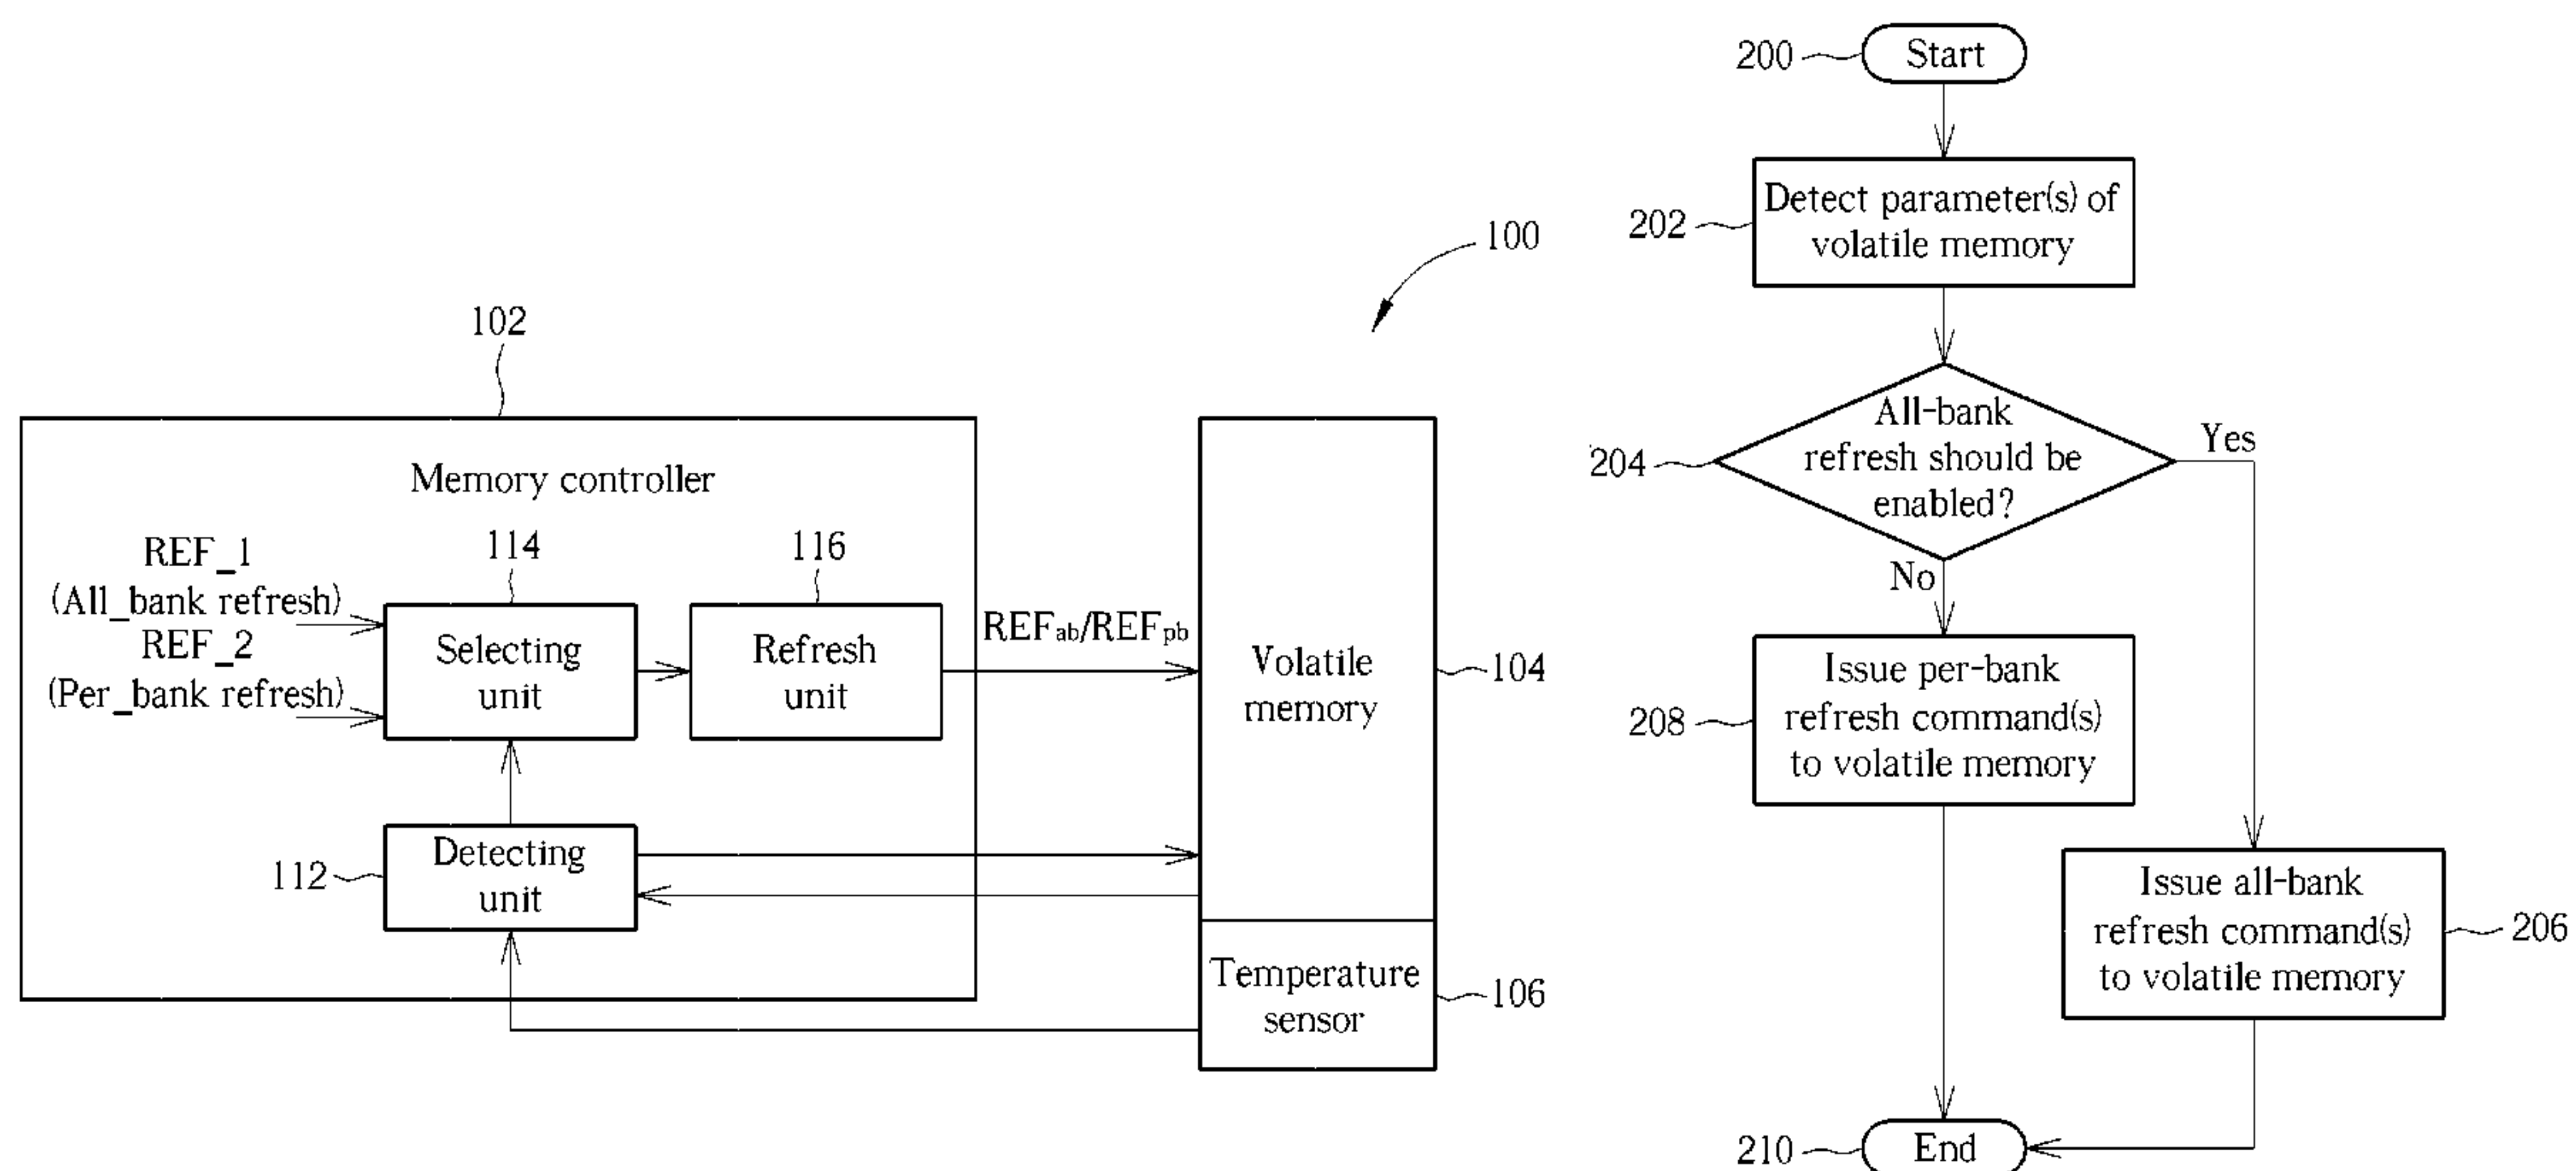 100
102
Memory controller
REF_1
(All_bank refresh)
REF_2
(Per_bank refresh)
114
Selecting
unit
116
Refresh
unit
REFab/REFpb
Volatile
memory
104
112
Detecting
unit
Temperature
sensor
106
200
Start
202
Detect parameter(s) of
volatile memory
204
All-bank
refresh should be
enabled?
Yes
No
208
Issue per-bank
refresh command(s)
to volatile memory
Issue all-bank
refresh command(s)
to volatile memory
206
210
End